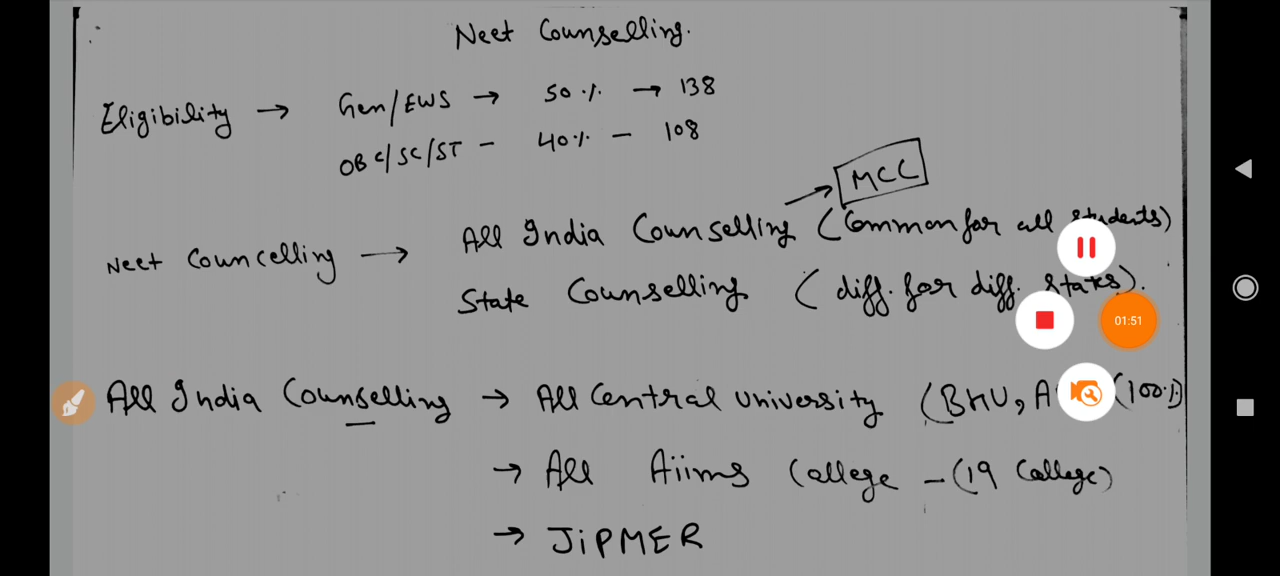 Neet Counselling.
Eligibility → Gen/EWS → 50% → 138
OBC/SC/ST - 40% - 108
MCC
Neet Councelling → All India Counselling (Common for all students)
State Counselling (diff. for diff. states).
01:51
All India Counselling → All Central University (BHU, (100%)
→ All Aiims College - (19 College)
→ JiPMER